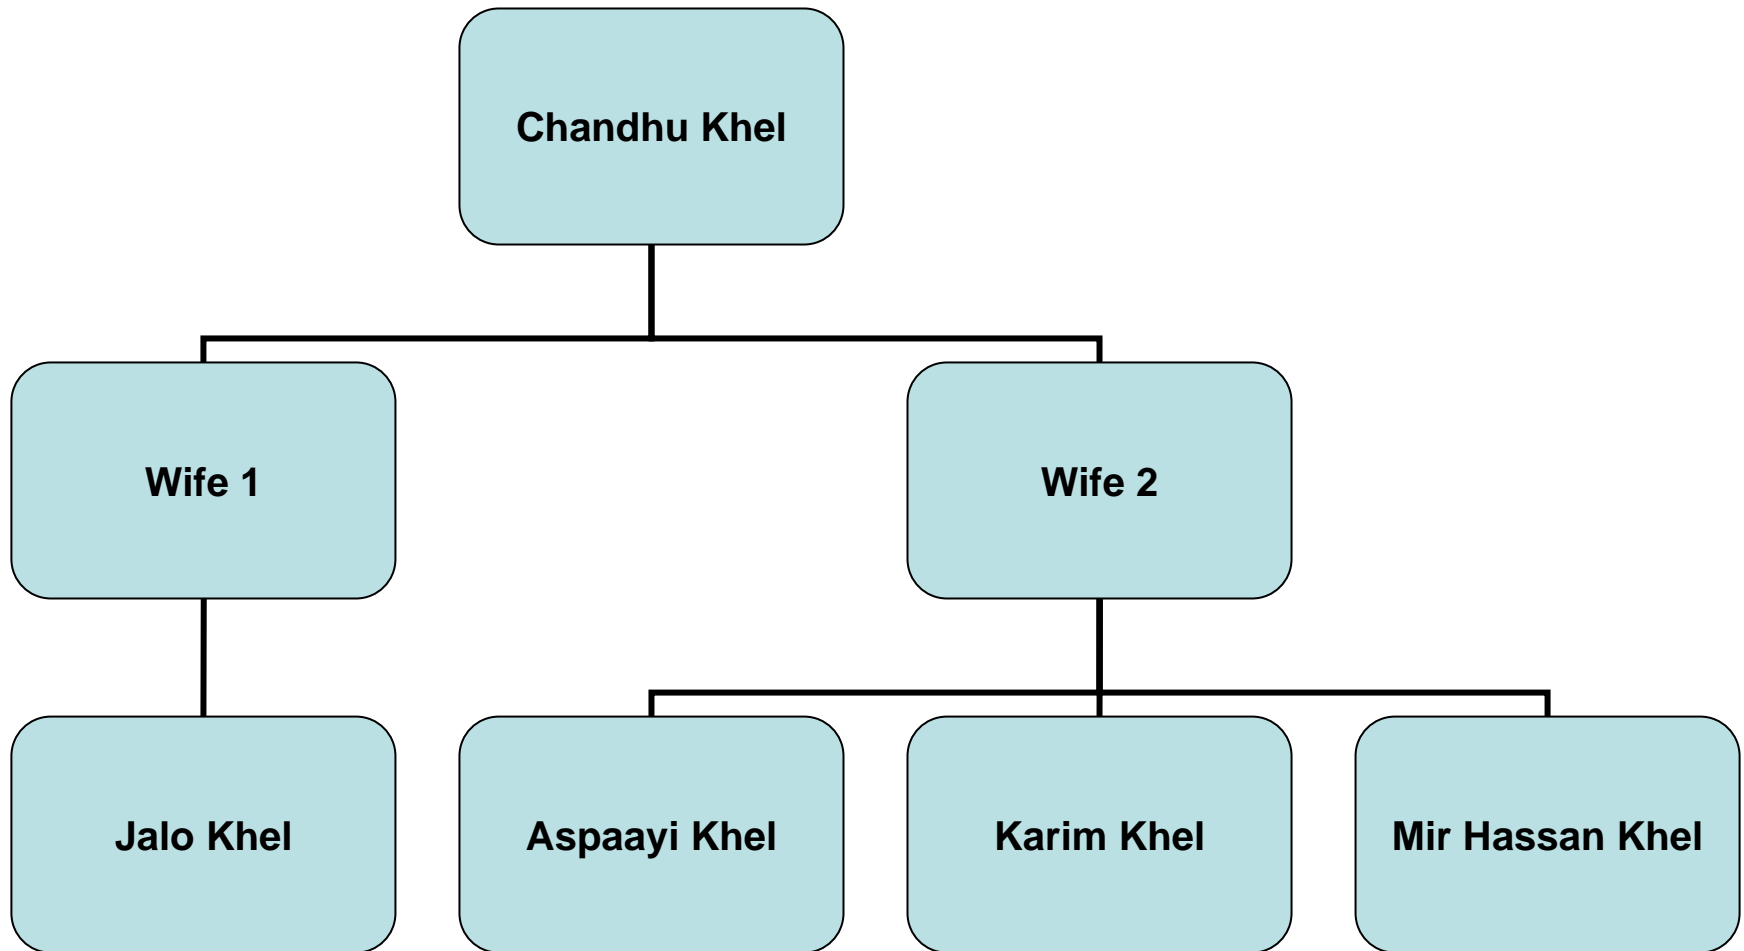 Chandhu Khel
Wife 1
Wife 2
Jalo Khel
Aspaayi Khel
Karim Khel
Mir Hassan Khel